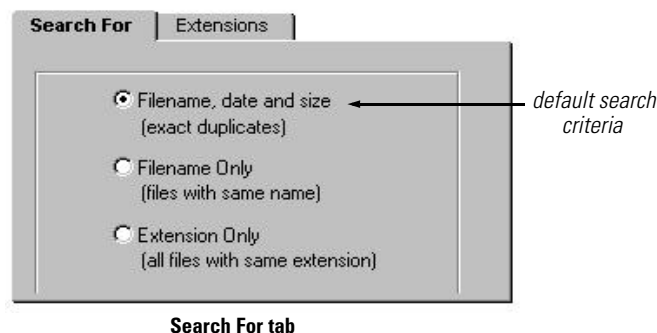 Search For
Extensions
Filename, date and size
(exact duplicates)
default search
criteria
Filename Only
(files with same name)
Extension Only
(all files with same extension)
Search For tab